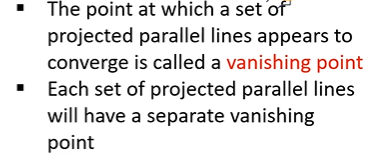 ▪ The point at which a set of
projected parallel lines appears to
converge is called a vanishing point
▪ Each set of projected parallel lines
will have a separate vanishing
point